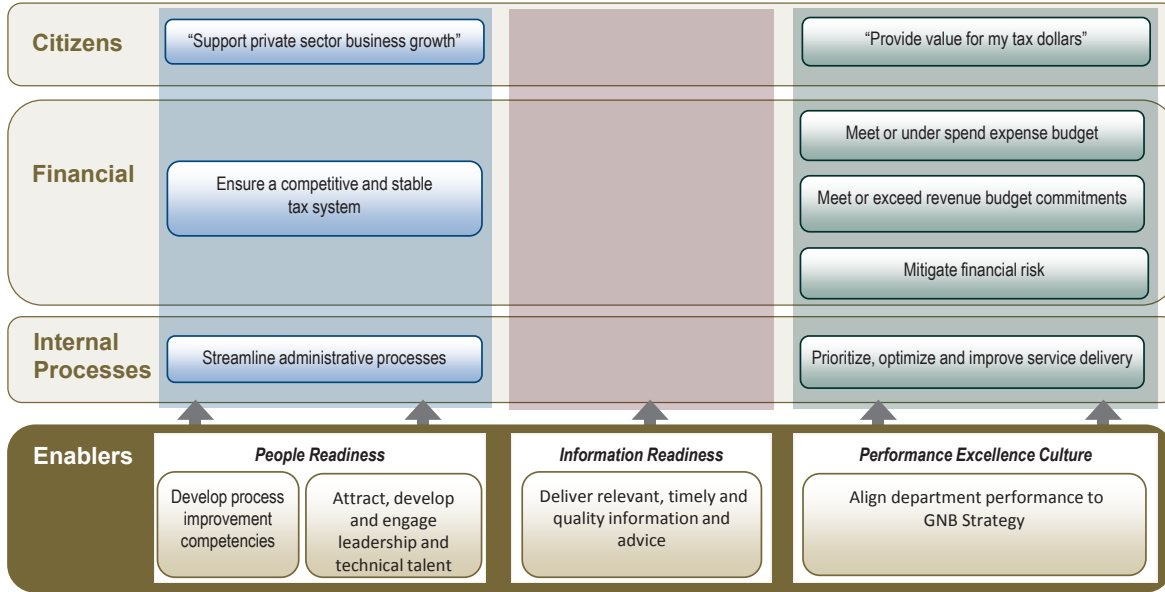 Citizens
“Support private sector business growth”
“Provide value for my tax dollars”
Financial
Ensure a competitive and stable
tax system
Meet or under spend expense budget
Meet or exceed revenue budget commitments
Mitigate financial risk
Internal
Processes
Streamline administrative processes
Prioritize, optimize and improve service delivery
Enablers
People Readiness
Develop process
improvement
competencies
Attract, develop
and engage
leadership and
technical talent
Information Readiness
Deliver relevant, timely and
quality information and
advice
Performance Excellence Culture
Align department performance to
GNB Strategy